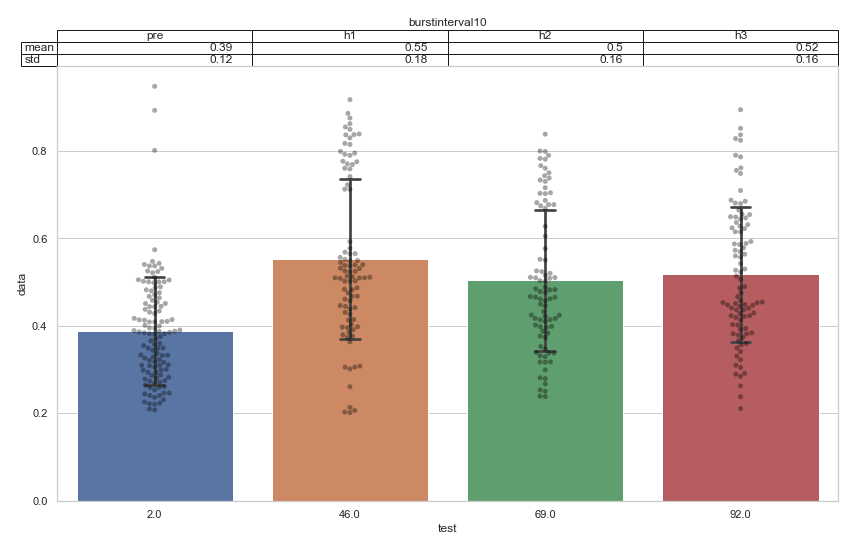 burstinterval10
pre h1 h2 h3
mean 0.39 0.55 0.5 0.52
std 0.12 0.18 0.16 0.16
0.8
0.6
data
0.4
0.2
0.0
2.0 46.0 69.0 92.0
test